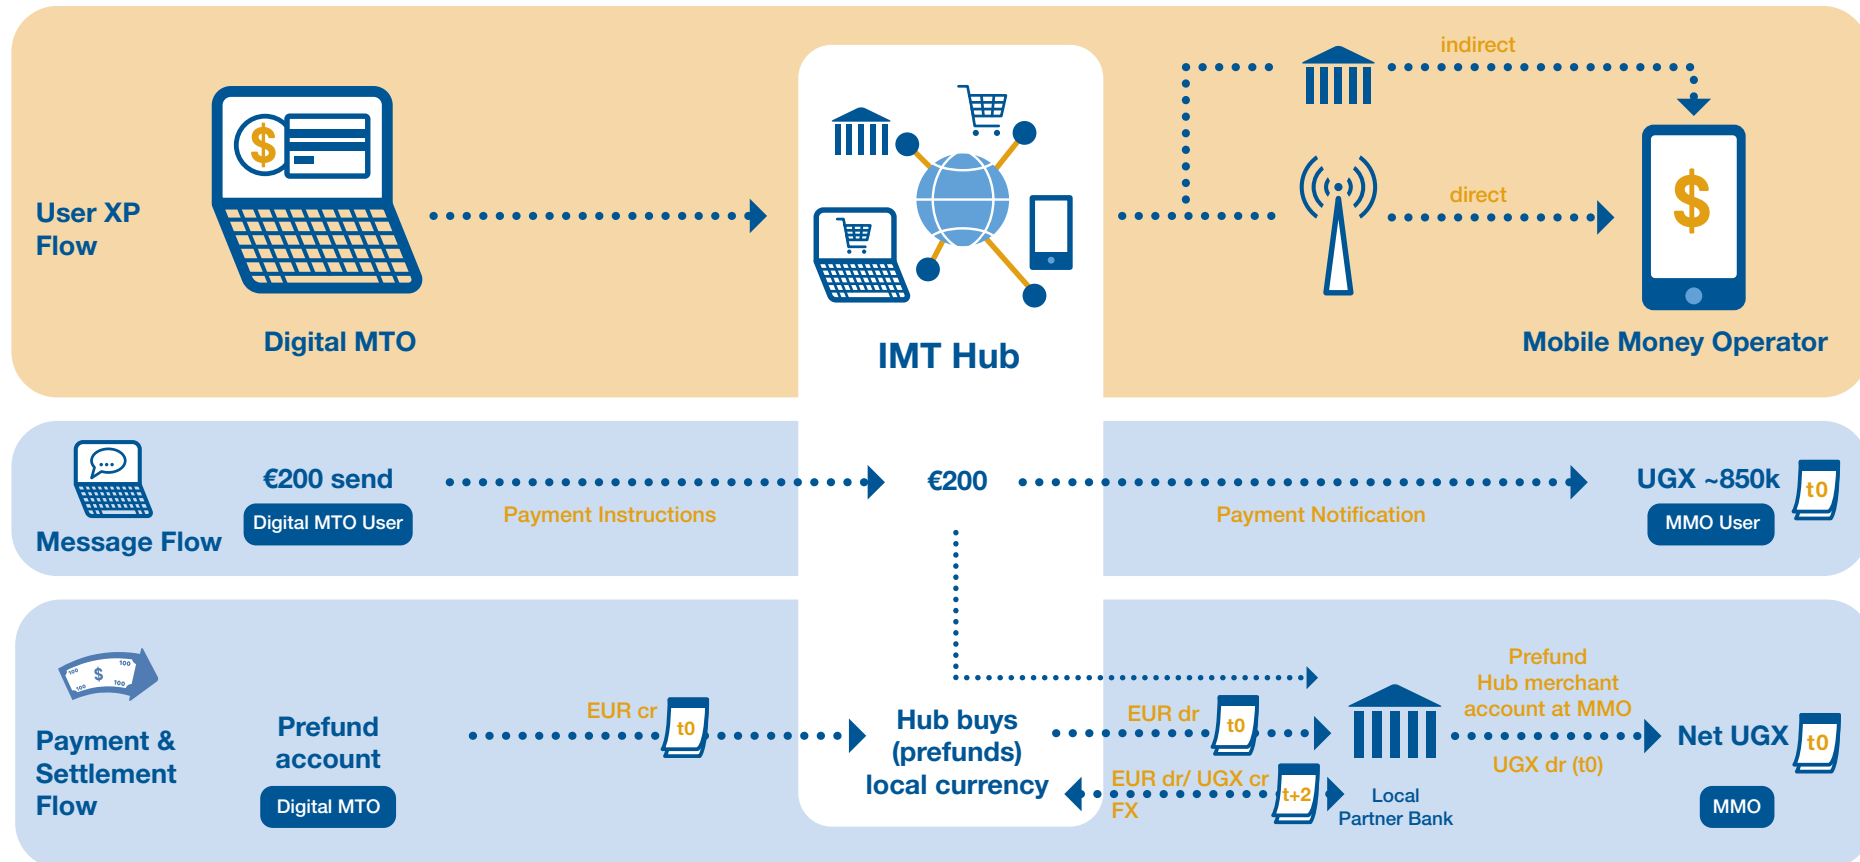 indirect
$
User XP
Flow
direct
$
Digital MTO
IMT Hub
Mobile Money Operator
€200 send
€200
UGX ~850k
t0
Digital MTO User
Payment Instructions
Payment Notification
MMO User
Message Flow
100
$
100
100
100
Payment &
Settlement
Flow
Prefund
account
Digital MTO
EUR cr
t0
Hub buys
(prefunds)
local currency
EUR dr
t0
EUR dr/ UGX cr
FX
t+2
Local
Partner Bank
Prefund
Hub merchant
account at MMO
UGX dr (t0)
Net UGX
t0
MMO